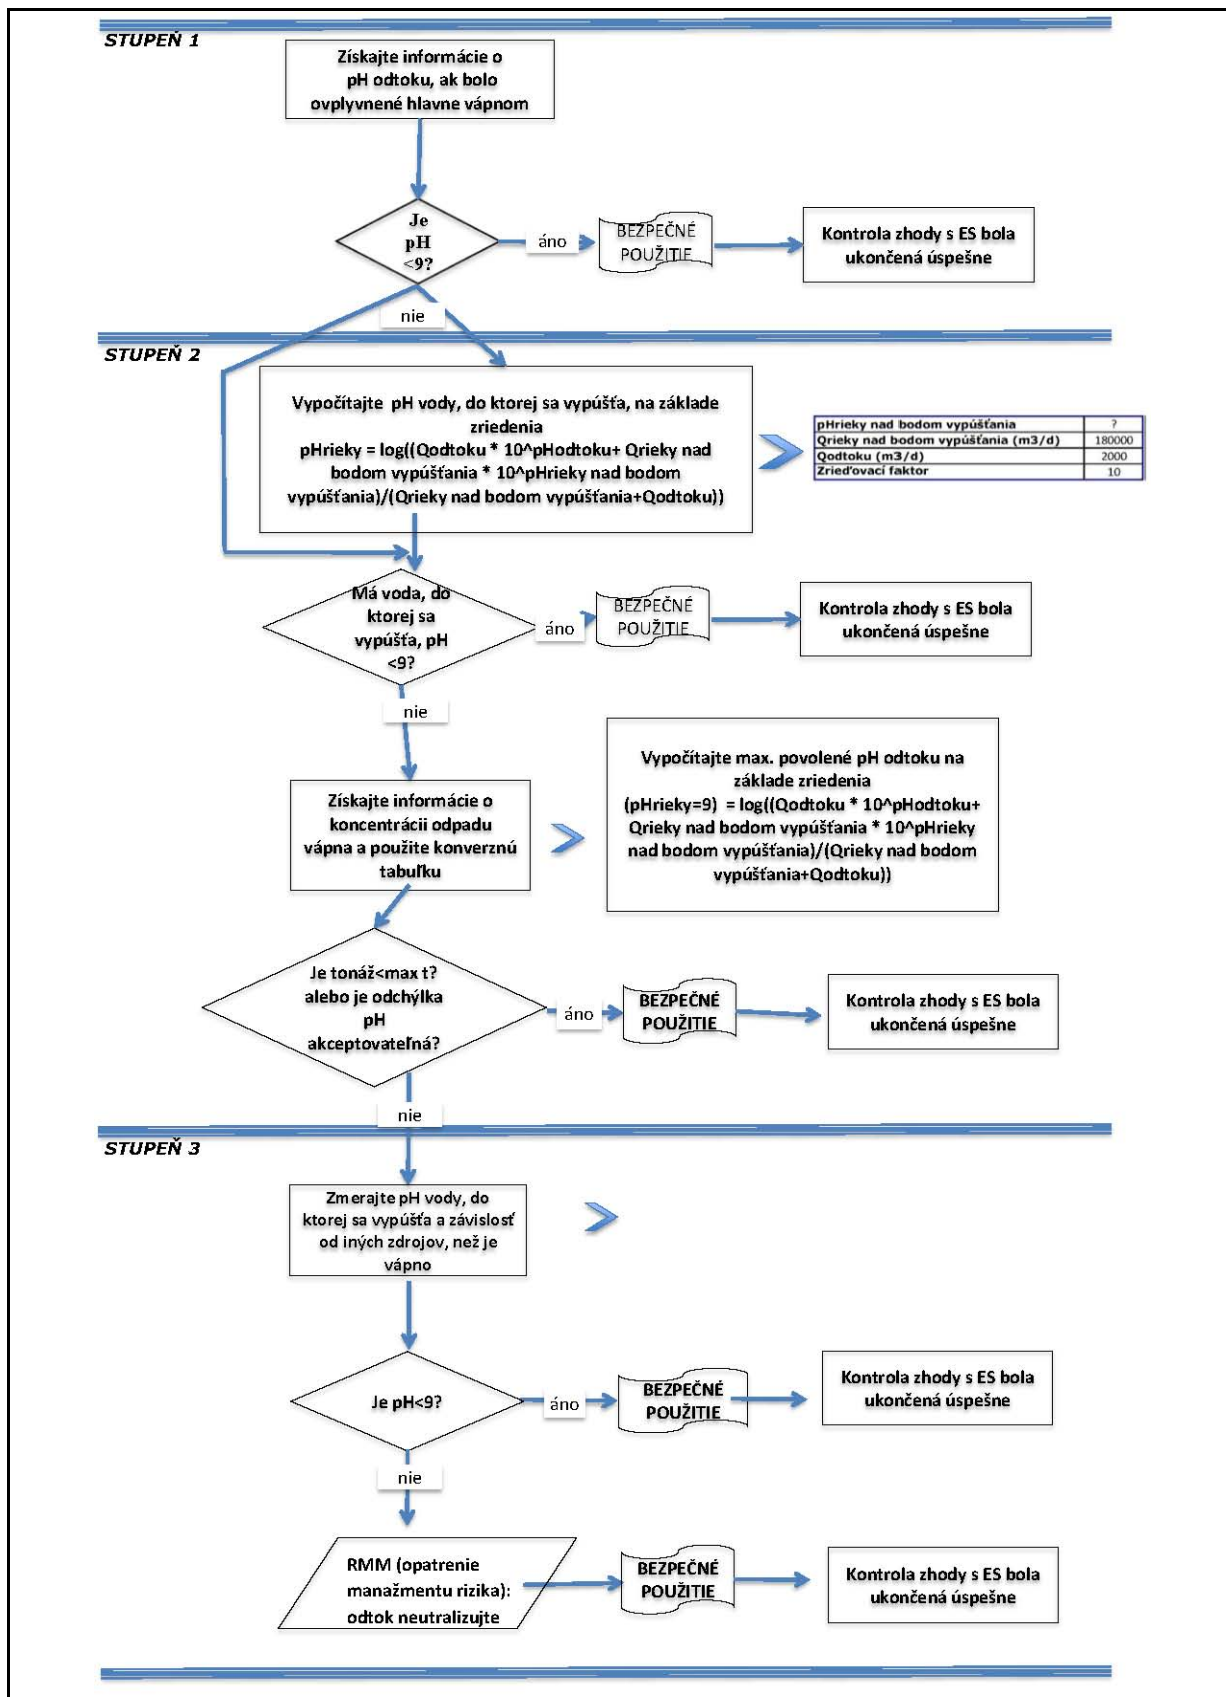 STUPEŇ 1
Získajte informácie o
pH odtoku, ak bolo
ovplyvnené hlavne vápnom
Je
pH
<9?
áno
BEZPEČNÉ
POUŽITIE
Kontrola zhody s ES bola
ukončená úspešne
nie
STUPEŇ 2
Vypočítajte pH vody, do ktorej sa vypúšťa, na základe
zriedenia
pHrieky = log((Qodtoku * 10^pHodtoku+ Qrieky nad
bodom vypúšťania * 10^pHrieky nad bodom
vypúšťania)/(Qrieky nad bodom vypúšťania+Qodtoku))
pHrieky nad bodom vypúšťania ?
Qrieky nad bodom vypúšťania (m3/d) 180000
Qodtoku (m3/d) 2000
Zrieďovací faktor 10
Má voda, do
ktorej sa
vypúšťa, pH
<9?
áno
BEZPEČNÉ
POUŽITIE
Kontrola zhody s ES bola
ukončená úspešne
nie
Získajte informácie o
koncentrácii odpadu
vápna a použite konverznú
tabuľku
Vypočítajte max. povolené pH odtoku na
základe zriedenia
(pHrieky=9) = log((Qodtoku * 10^pHodtoku+
Qrieky nad bodom vypúšťania * 10^pHrieky
nad bodom vypúšťania)/(Qrieky nad bodom
vypúšťania+Qodtoku))
Je tonáž<max t?
alebo je odchýlka
pH
akceptovateľná?
áno
BEZPEČNÉ
POUŽITIE
Kontrola zhody s ES bola
ukončená úspešne
nie
STUPEŇ 3
Zmerajte pH vody, do
ktorej sa vypúšťa a závislosť
od iných zdrojov, než je
vápno
Je pH<9?
áno
BEZPEČNÉ
POUŽITIE
Kontrola zhody s ES bola
ukončená úspešne
nie
RMM (opatrenie
manažmentu rizika):
odtok neutralizujte
BEZPEČNÉ
POUŽITIE
Kontrola zhody s ES bola
ukončená úspešne